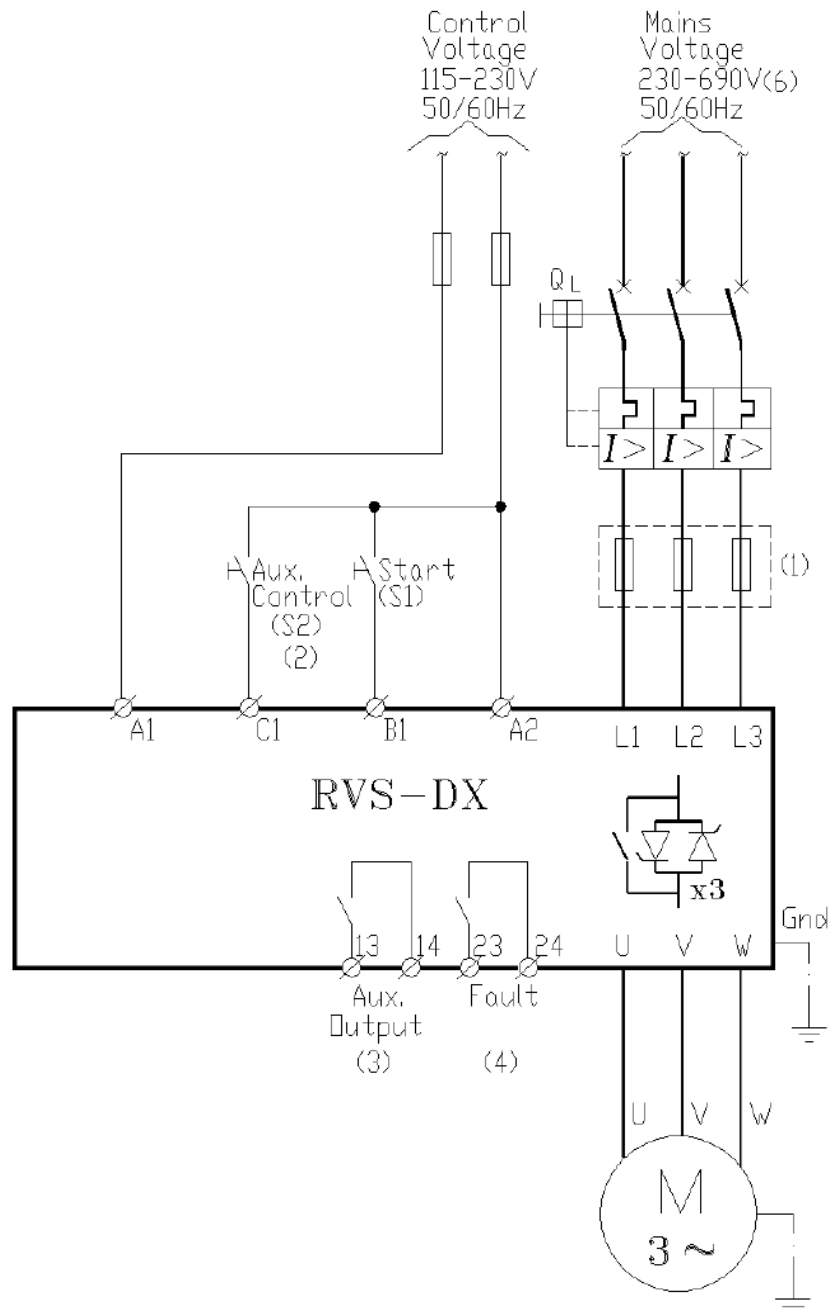 Control
Voltage
115-230V
50/60Hz
Mains
Voltage
230-690V(6)
50/60Hz
QL
I> I> I>
(1)
Aux.
Control
(S2)
(2)
Start
(S1)
A1 C1 B1 A2 L1 L2 L3
RVS-DX
x3
Gnd
13 14 23 24 U V W
Aux.
Output
(3)
Fault
(4)
U V W
M
3 ~